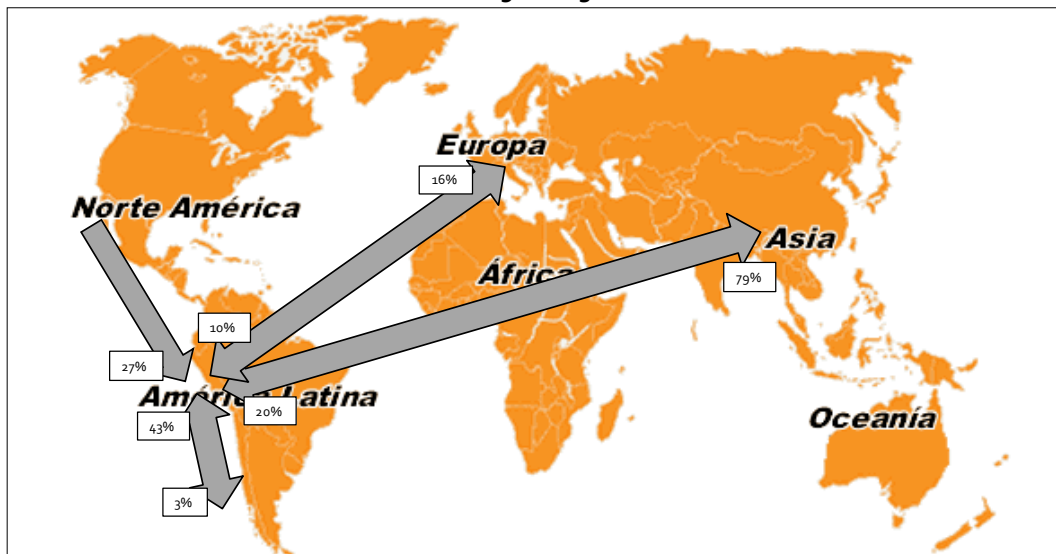 Europa
16%
Norte América
Asia
África
79%
10%
27%
América Latina
20%
43%
Oceanía
3%